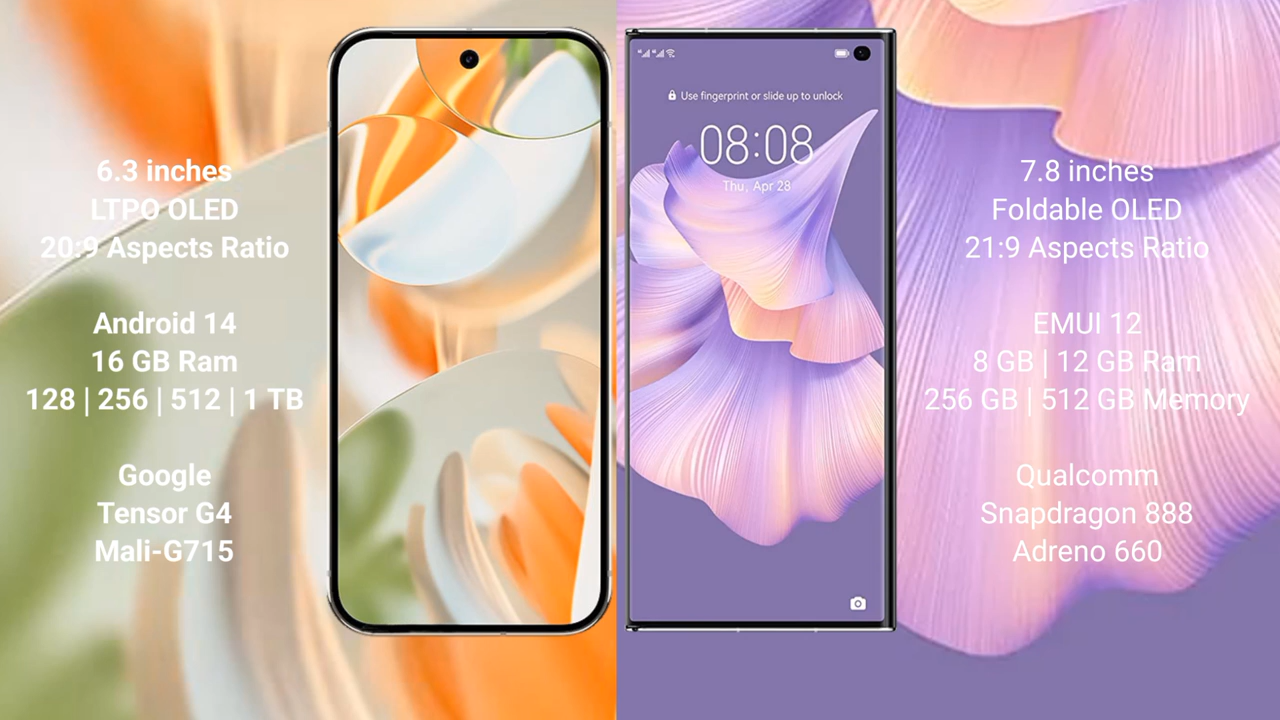 6.3 inches
LTPO OLED
20:9 Aspects Ratio
Android 14
16 GB Ram
128 | 256 | 512 | 1 TB
Google
Tensor G4
Mali-G715
Use fingerprint or slide up to unlock
08:08
Thu, Apr 28
7.8 inches
Foldable OLED
21:9 Aspects Ratio
EMUI 12
8 GB | 12 GB Ram
256 GB | 512 GB Memory
Qualcomm
Snapdragon 888
Adreno 660